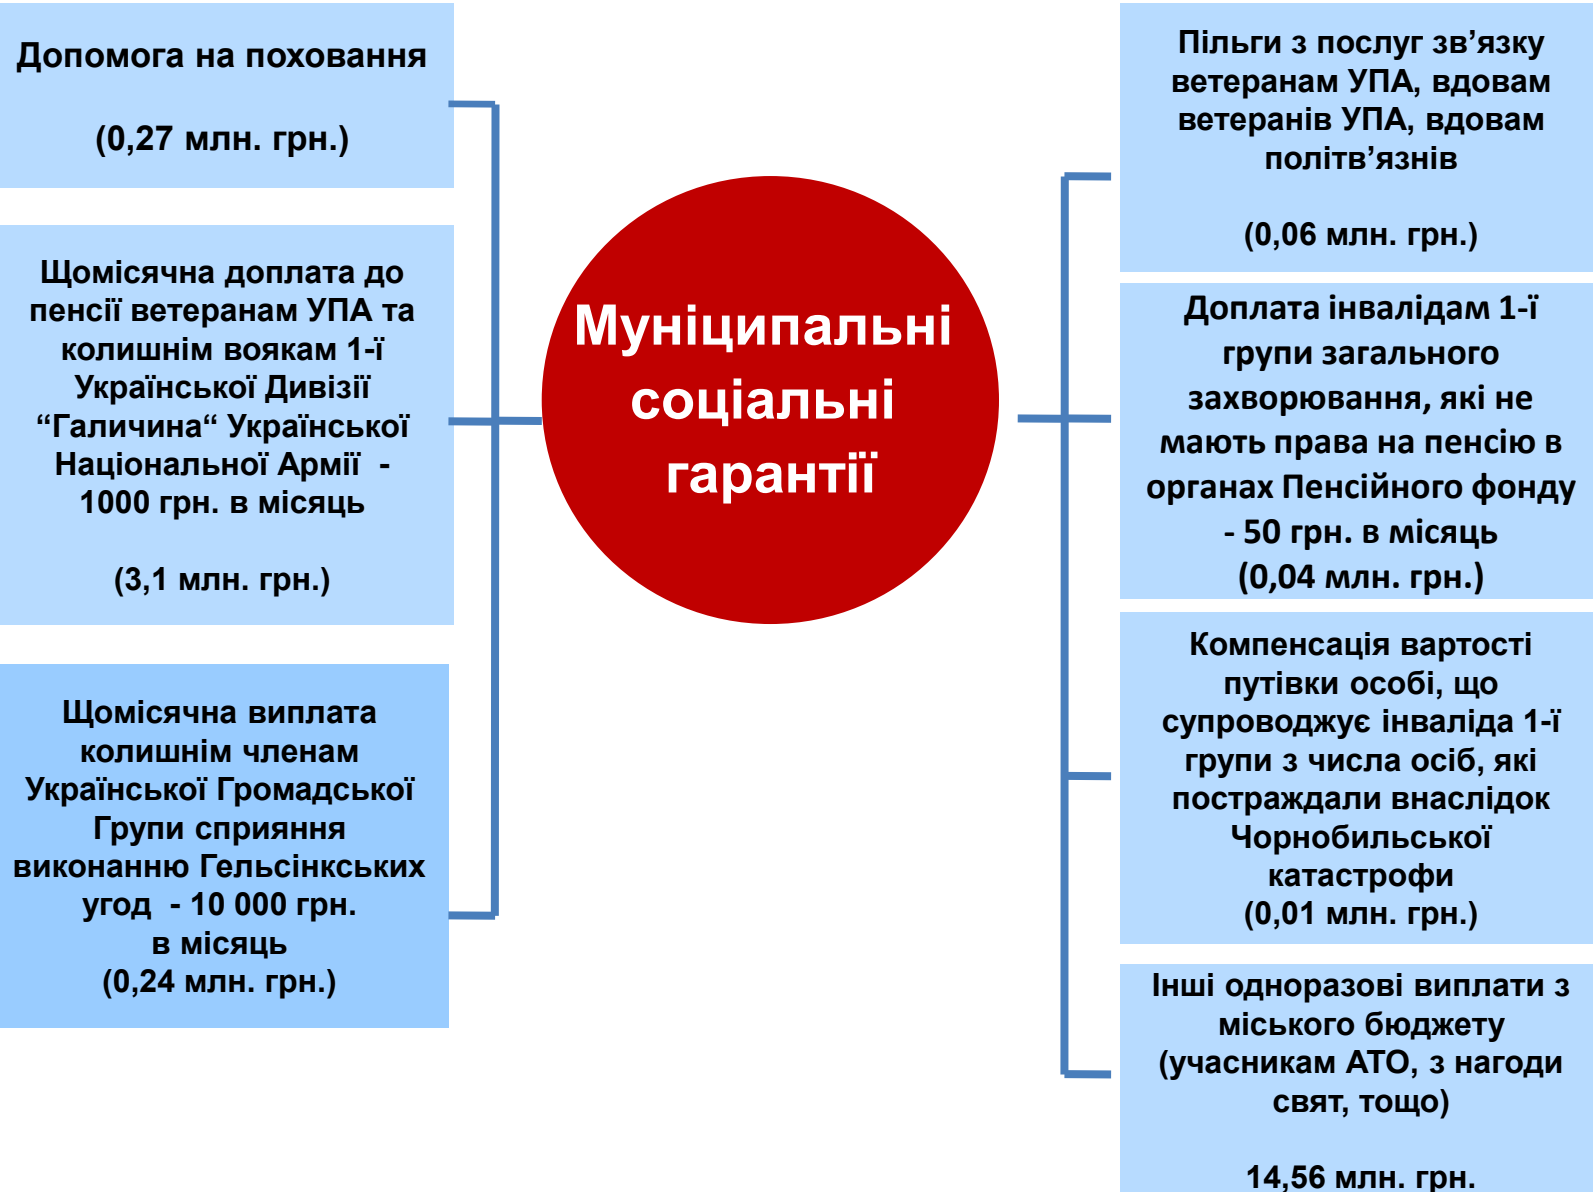 Допомога на поховання
(0,27 млн. грн.)
Щомісячна доплата до
пенсії ветеранам УПА та
колишнім воякам 1-ї
Української Дивізії
“Галичина“ Української
Національної Армії -
1000 грн. в місяць
(3,1 млн. грн.)
Щомісячна виплата
колишнім членам
Української Громадської
Групи сприяння
виконанню Гельсінкських
угод - 10 000 грн.
в місяць
(0,24 млн. грн.)
Муніципальні
соціальні
гарантії
Пільги з послуг зв’язку
ветеранам УПА, вдовам
ветеранів УПА, вдовам
політв’язнів
(0,06 млн. грн.)
Доплата інвалідам 1-ї
групи загального
захворювання, які не
мають права на пенсію в
органах Пенсійного фонду
- 50 грн. в місяць
(0,04 млн. грн.)
Компенсація вартості
путівки особі, що
супроводжує інваліда 1-ї
групи з числа осіб, які
постраждали внаслідок
Чорнобильської
катастрофи
(0,01 млн. грн.)
Інші одноразові виплати з
міського бюджету
(учасникам АТО, з нагоди
свят, тощо)
14,56 млн. грн.